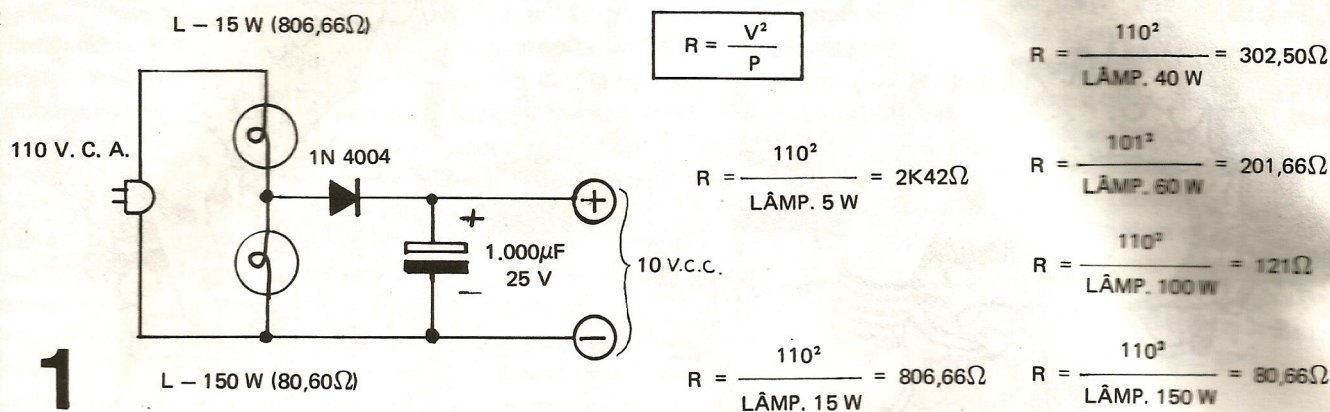 L – 15 W (806,66Ω)
110 V. C. A.
1N 4004
+
1.000µF
25 V
–
+
–
10 V.C.C.
1
L – 150 W (80,60Ω)
R = V²
P
R = 110²
LÂMP. 5 W
= 2K42Ω
R = 110²
LÂMP. 15 W
= 806,66Ω
R = 110²
LÂMP. 40 W
= 302,50Ω
R = 101²
LÂMP. 60 W
= 201,66Ω
R = 110²
LÂMP. 100 W
= 121Ω
R = 110²
LÂMP. 150 W
= 80,66Ω